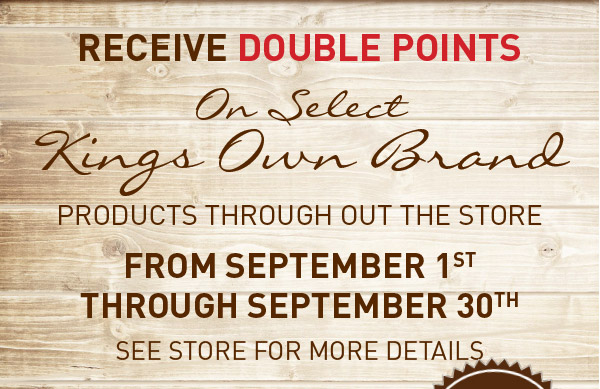 RECEIVE DOUBLE POINTS
On Select
Kings Own Brand
PRODUCTS THROUGH OUT THE STORE
FROM SEPTEMBER 1ST
THROUGH SEPTEMBER 30TH
SEE STORE FOR MORE DETAILS